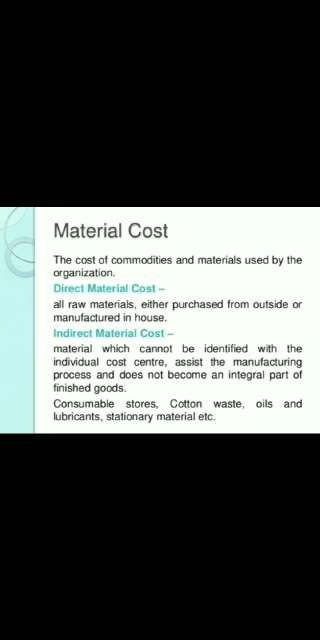 Material Cost
The cost of commodities and materials used by the
organization.
Direct Material Cost –
all raw materials, either purchased from outside or
manufactured in house.
Indirect Material Cost –
material which cannot be identified with the
individual cost centre, assist the manufacturing
process and does not become an integral part of
finished goods.
Consumable stores, Cotton waste, oils and
lubricants, stationary material etc.